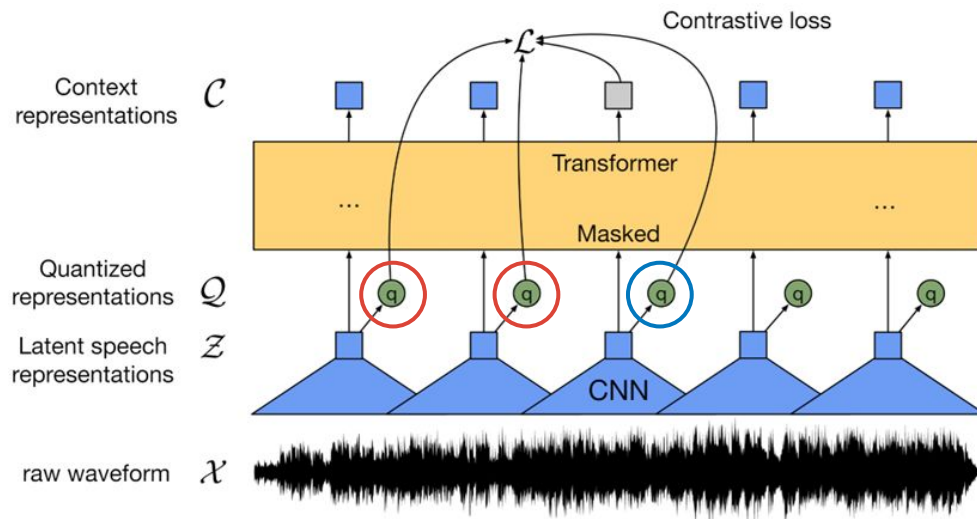 Contrastive loss
ℒ
Context
representations
𝒞
Transformer
...
...
Masked
Quantized
representations
𝒬
q
q
q
q
q
Latent speech
representations
𝒵
CNN
raw waveform
𝒳